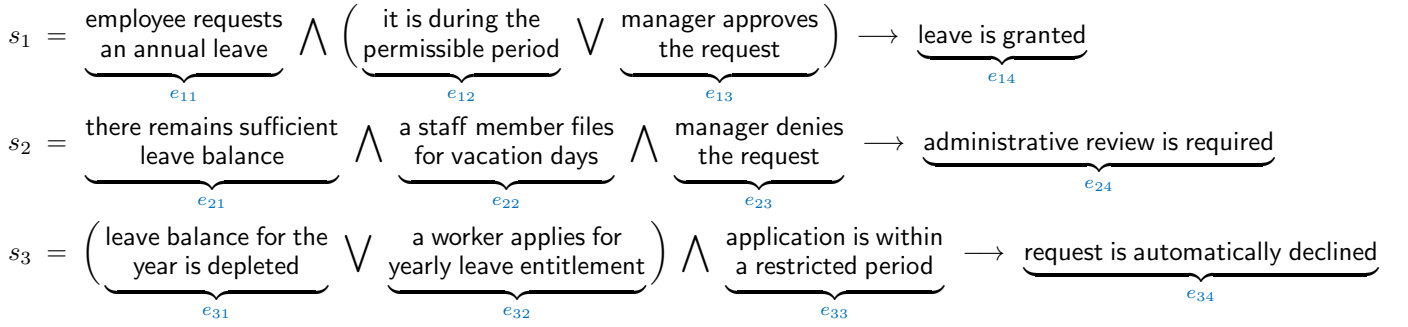 s₁ = employee requests an annual leave ⋀ ( it is during the permissible period ⋁ manager approves the request ) ⟶ leave is granted
e₁₁ e₁₂ e₁₃ e₁₄
s₂ = there remains sufficient leave balance ⋀ a staff member files for vacation days ⋀ manager denies the request ⟶ administrative review is required
e₂₁ e₂₂ e₂₃ e₂₄
s₃ = ( leave balance for the year is depleted ⋁ a worker applies for yearly leave entitlement ) ⋀ application is within a restricted period ⟶ request is automatically declined
e₃₁ e₃₂ e₃₃ e₃₄